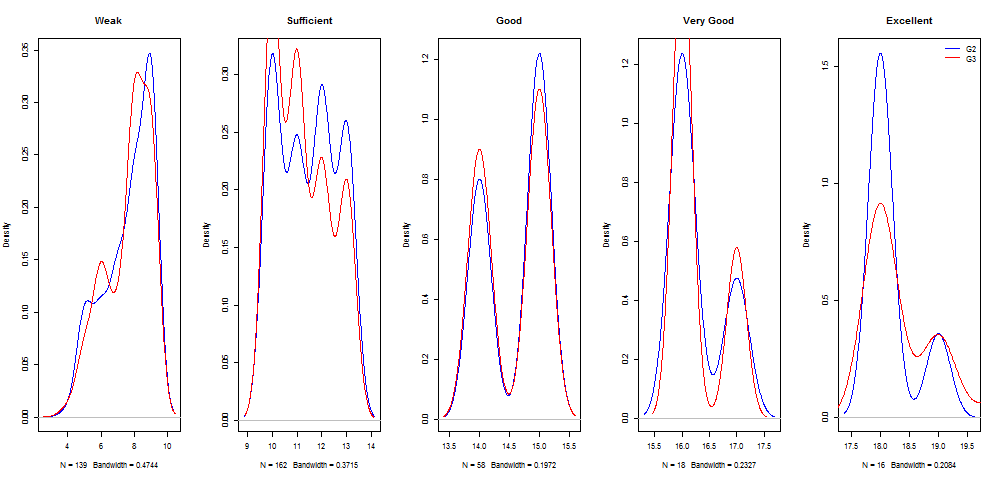 Weak
Density
0.00 0.05 0.10 0.15 0.20 0.25 0.30 0.35
4 6 8 10
N = 139 Bandwidth = 0.4744
Sufficient
Density
0.00 0.05 0.10 0.15 0.20 0.25 0.30
9 10 11 12 13 14
N = 162 Bandwidth = 0.3715
Good
Density
0.0 0.2 0.4 0.6 0.8 1.0 1.2
13.5 14.0 14.5 15.0 15.5
N = 58 Bandwidth = 0.1972
Very Good
Density
0.0 0.2 0.4 0.6 0.8 1.0 1.2
15.5 16.0 16.5 17.0 17.5
N = 18 Bandwidth = 0.2327
Excellent
G2
G3
Density
0.0 0.5 1.0 1.5
17.5 18.0 18.5 19.0 19.5
N = 16 Bandwidth = 0.2084